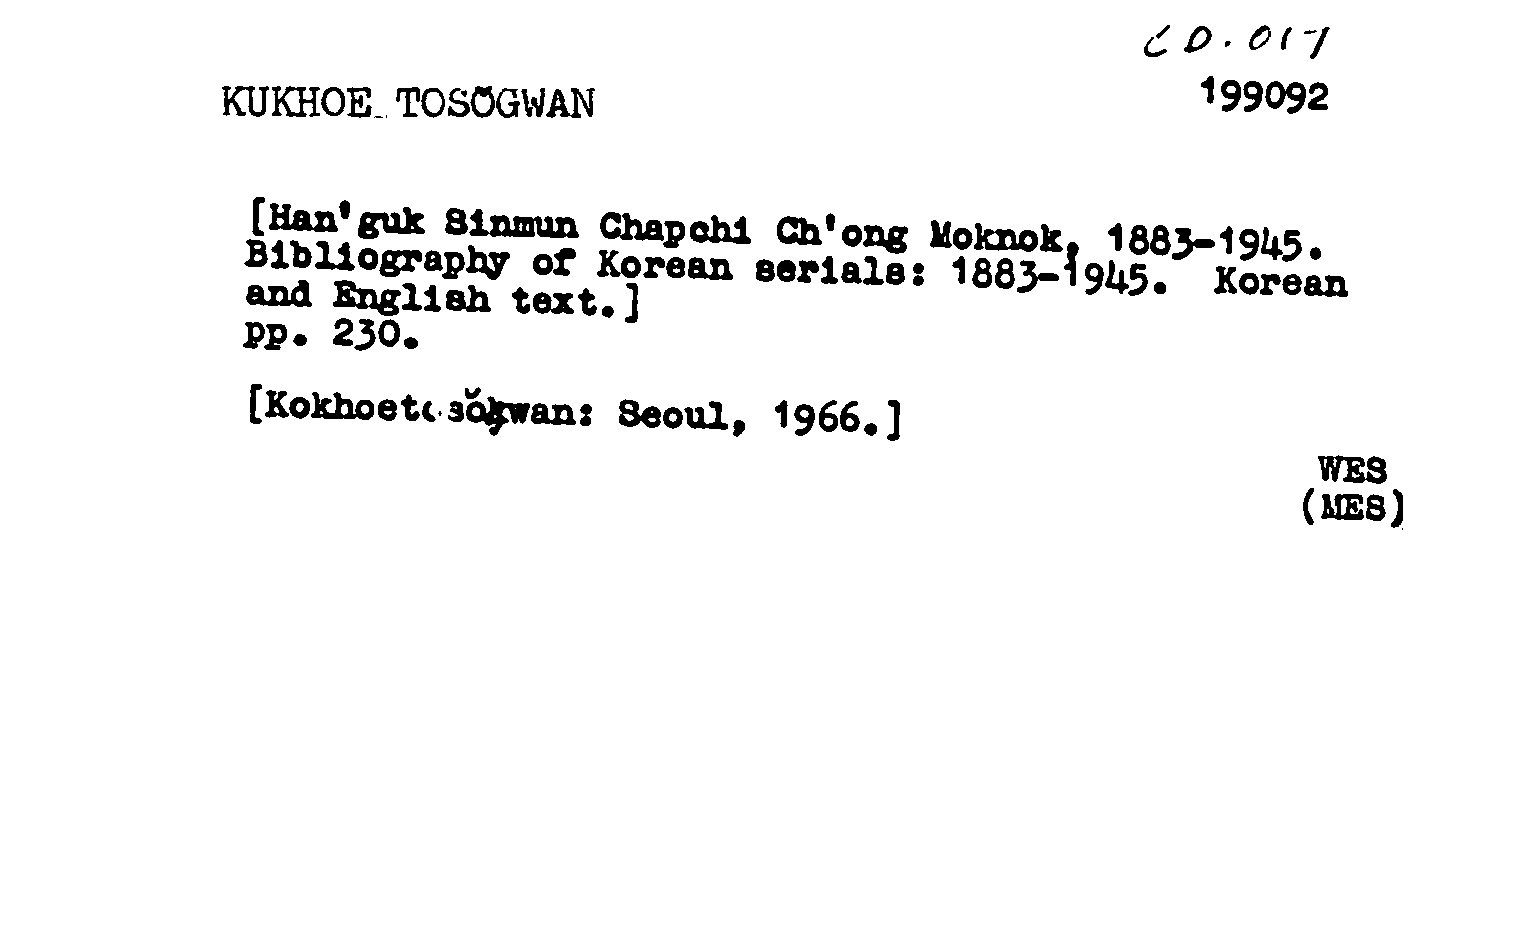 CD.017
KUKHOE TOSŎGWAN
199092
[Han'guk Sinmun Chapchi Ch'ong Moknok, 1883-1945.
Bibliography of Korean serials: 1883-1945. Korean
and English text.]
pp. 230.
[Kokhoetosŏgwan: Seoul, 1966.]
WES
(MES)